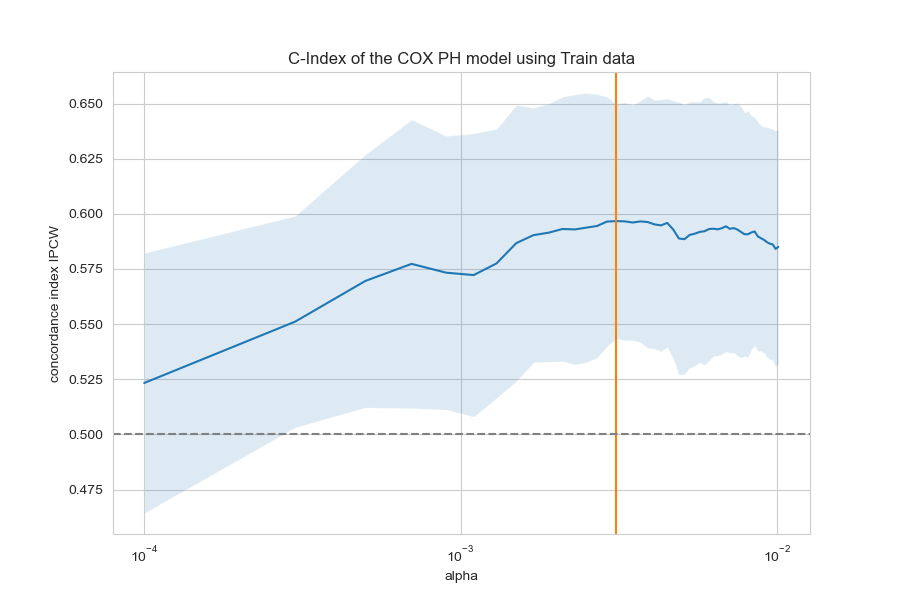 C-Index of the COX PH model using Train data
concordance index IPCW
0.650
0.625
0.600
0.575
0.550
0.525
0.500
0.475
10⁻⁴ 10⁻³ 10⁻²
alpha